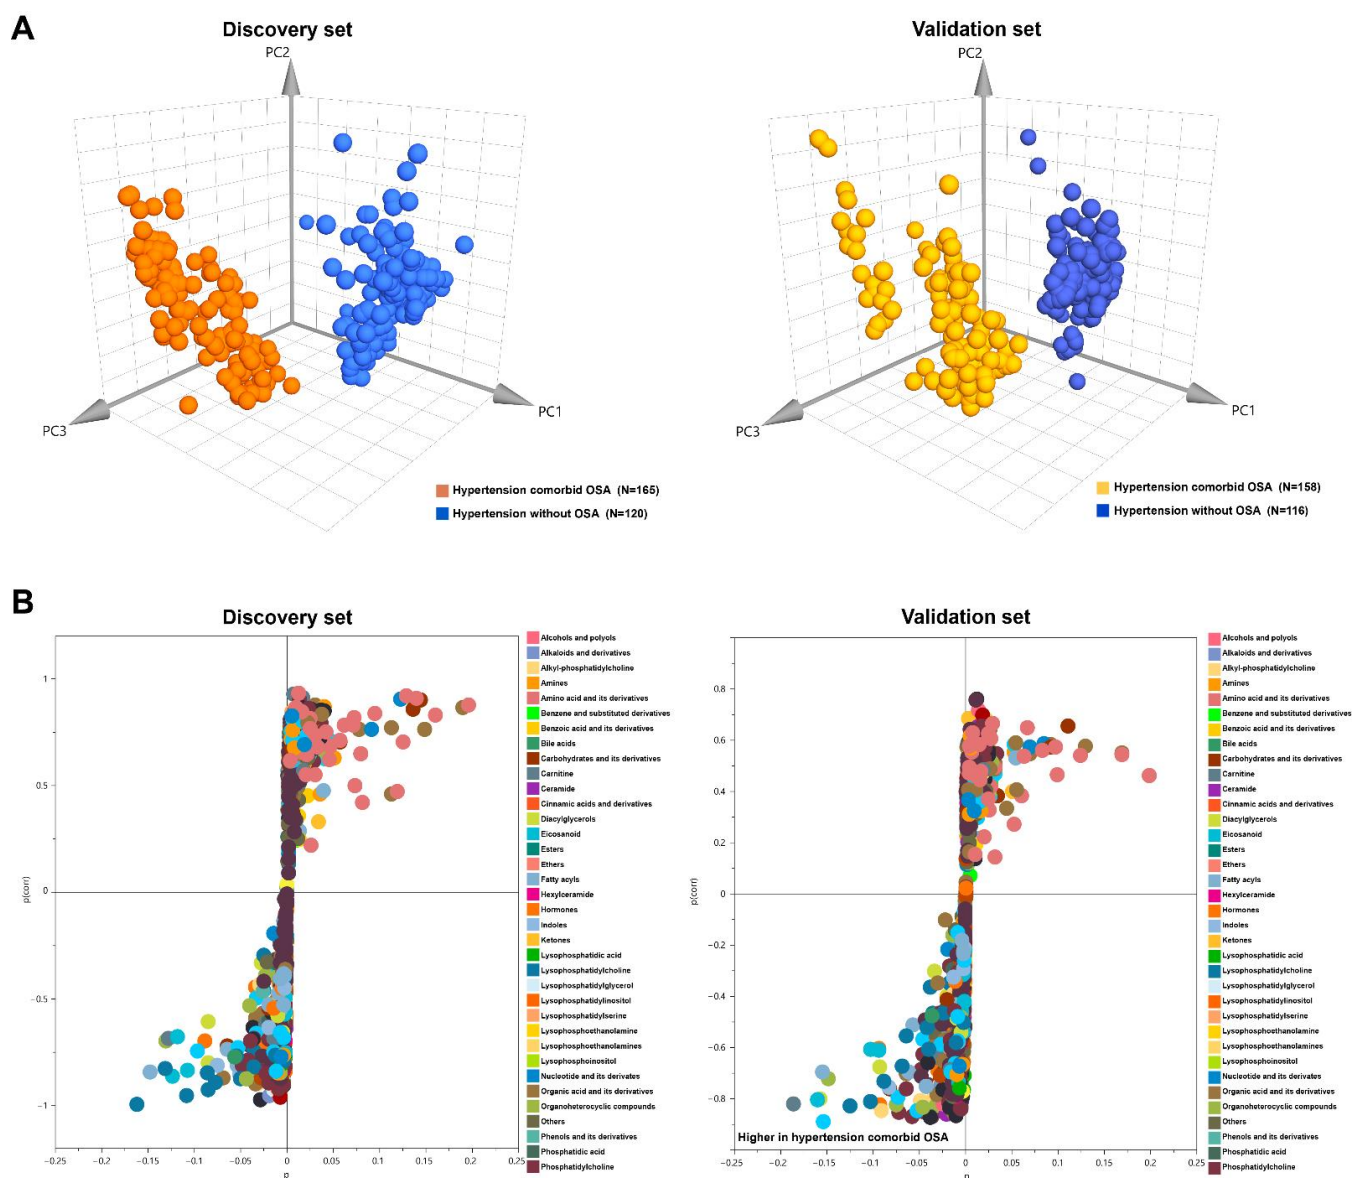 A
Discovery set
PC2
PC3
PC1
Hypertension comorbid OSA (N=165)
Hypertension without OSA (N=120)
Validation set
PC2
PC3
PC1
Hypertension comorbid OSA (N=158)
Hypertension without OSA (N=116)
B
Discovery set
p(corr)
1
0.5
0
−0.5
−1
−0.25
−0.2
−0.15
−0.1
−0.05
0
0.05
0.1
0.15
0.2
0.25
p
Alcohols and polyols
Alkaloids and derivatives
Alkyl-phosphatidylcholine
Amines
Amino acid and its derivatives
Benzene and substituted derivatives
Benzoic acid and its derivatives
Bile acids
Carbohydrates and its derivatives
Carnitine
Ceramide
Cinnamic acids and derivatives
Diacylglycerols
Eicosanoid
Esters
Ethers
Fatty acyls
Hexylceramide
Hormones
Indoles
Ketones
Lysophosphatidic acid
Lysophosphatidylcholine
Lysophosphatidylglycerol
Lysophosphatidylinositol
Lysophosphatidylserine
Lysophosphoethanolamine
Lysophosphoethanolamines
Lysophosphoinositol
Nucleotide and its derivates
Organic acid and its derivatives
Organoheterocyclic compounds
Others
Phenols and its derivatives
Phosphatidic acid
Phosphatidylcholine
Validation set
p(corr)
0.8
0.6
0.4
0.2
0
−0.2
−0.4
−0.6
−0.8
Higher in hypertension comorbid OSA
−0.25
−0.2
−0.15
−0.1
−0.05
0
0.05
0.1
0.15
0.2
0.25
Alcohols and polyols
Alkaloids and derivatives
Alkyl-phosphatidylcholine
Amines
Amino acid and its derivatives
Benzene and substituted derivatives
Benzoic acid and its derivatives
Bile acids
Carbohydrates and its derivatives
Carnitine
Ceramide
Cinnamic acids and derivatives
Diacylglycerols
Eicosanoid
Esters
Ethers
Fatty acyls
Hexylceramide
Hormones
Indoles
Ketones
Lysophosphatidic acid
Lysophosphatidylcholine
Lysophosphatidylglycerol
Lysophosphatidylinositol
Lysophosphatidylserine
Lysophosphoethanolamine
Lysophosphoethanolamines
Lysophosphoinositol
Nucleotide and its derivates
Organic acid and its derivatives
Organoheterocyclic compounds
Others
Phenols and its derivatives
Phosphatidic acid
Phosphatidylcholine